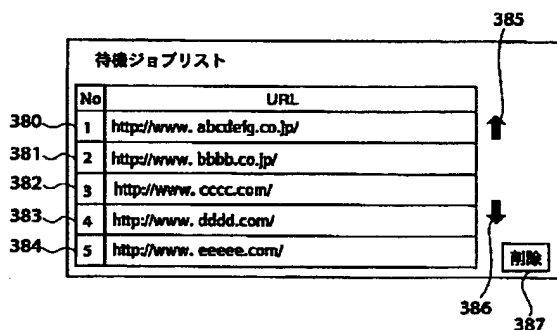 385
待機ジョブリスト
No URL
380 1 http://www. abcdefg.co.jp/
381 2 http://www. bbbb.co.jp/
382 3 http://www. cccc.com/
383 4 http://www. dddd.com/
384 5 http://www. eeeee.com/
削除
386
387